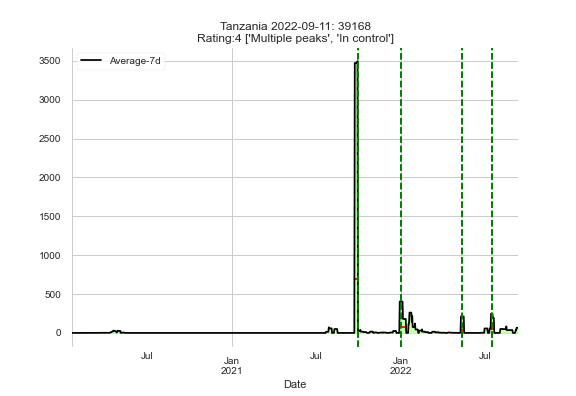 Tanzania 2022-09-11: 39168
Rating:4 ['Multiple peaks', 'In control']
Average-7d
3500
3000
2500
2000
1500
1000
500
0
Jul
Jan
2021
Jul
Jan
2022
Jul
Date